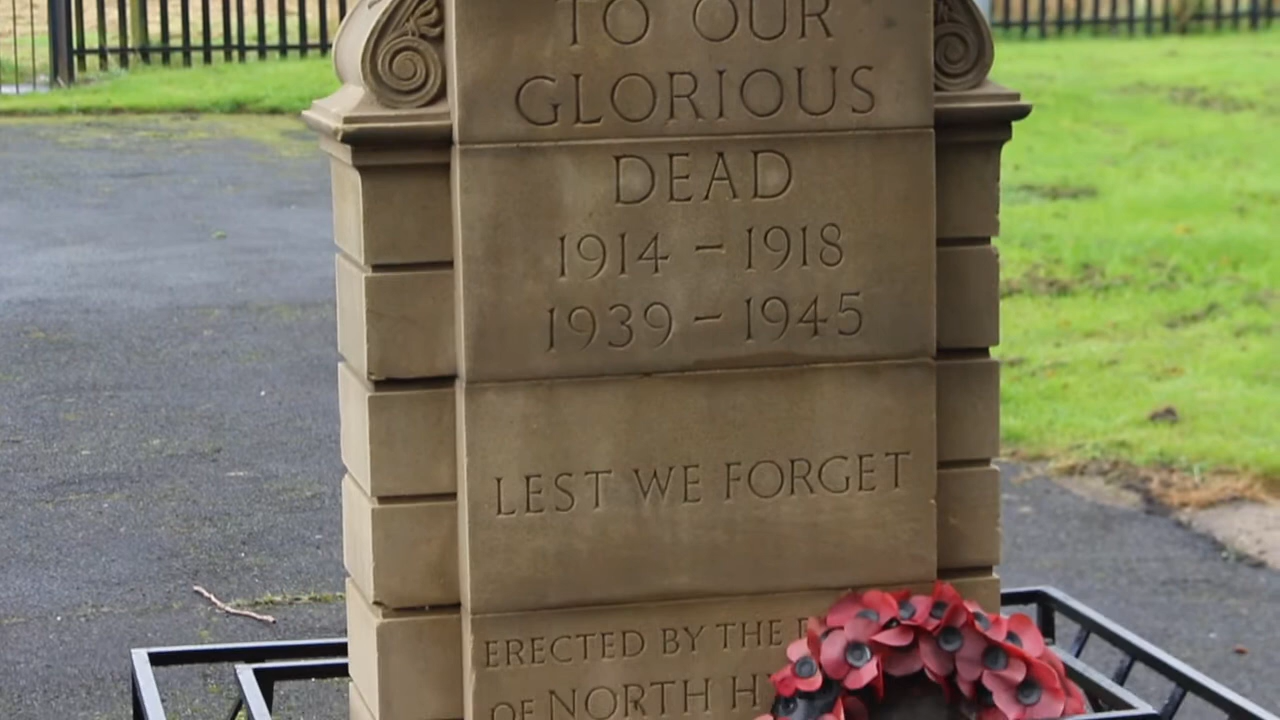 TO OUR
GLORIOUS
DEAD
1914 – 1918
1939 – 1945
LEST WE FORGET
ERECTED BY THE
OF NORTH